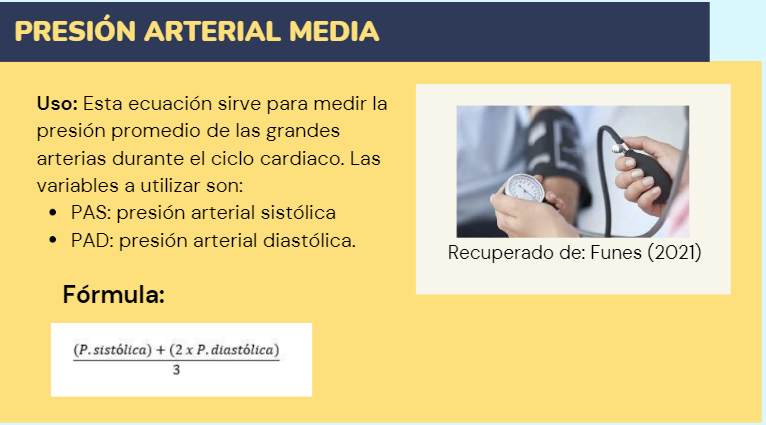 PRESIÓN ARTERIAL MEDIA
Uso: Esta ecuación sirve para medir la
presión promedio de las grandes
arterias durante el ciclo cardiaco. Las
variables a utilizar son:
• PAS: presión arterial sistólica
• PAD: presión arterial diastólica.
Recuperado de: Funes (2021)
Fórmula:
(P. sistólica) + (2 x P. diastólica)
3